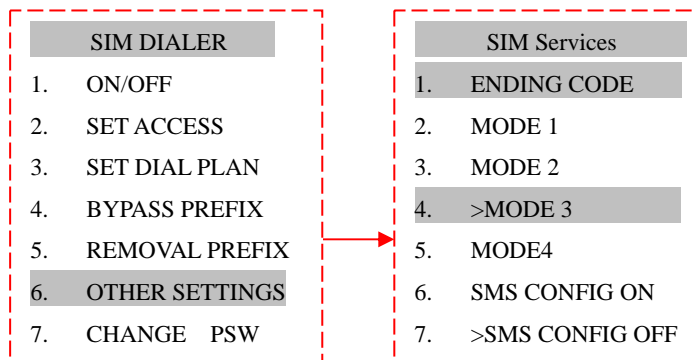 SIM DIALER
1. ON/OFF
2. SET ACCESS
3. SET DIAL PLAN
4. BYPASS PREFIX
5. REMOVAL PREFIX
6. OTHER SETTINGS
7. CHANGE PSW
SIM Services
1. ENDING CODE
2. MODE 1
3. MODE 2
4. >MODE 3
5. MODE4
6. SMS CONFIG ON
7. >SMS CONFIG OFF